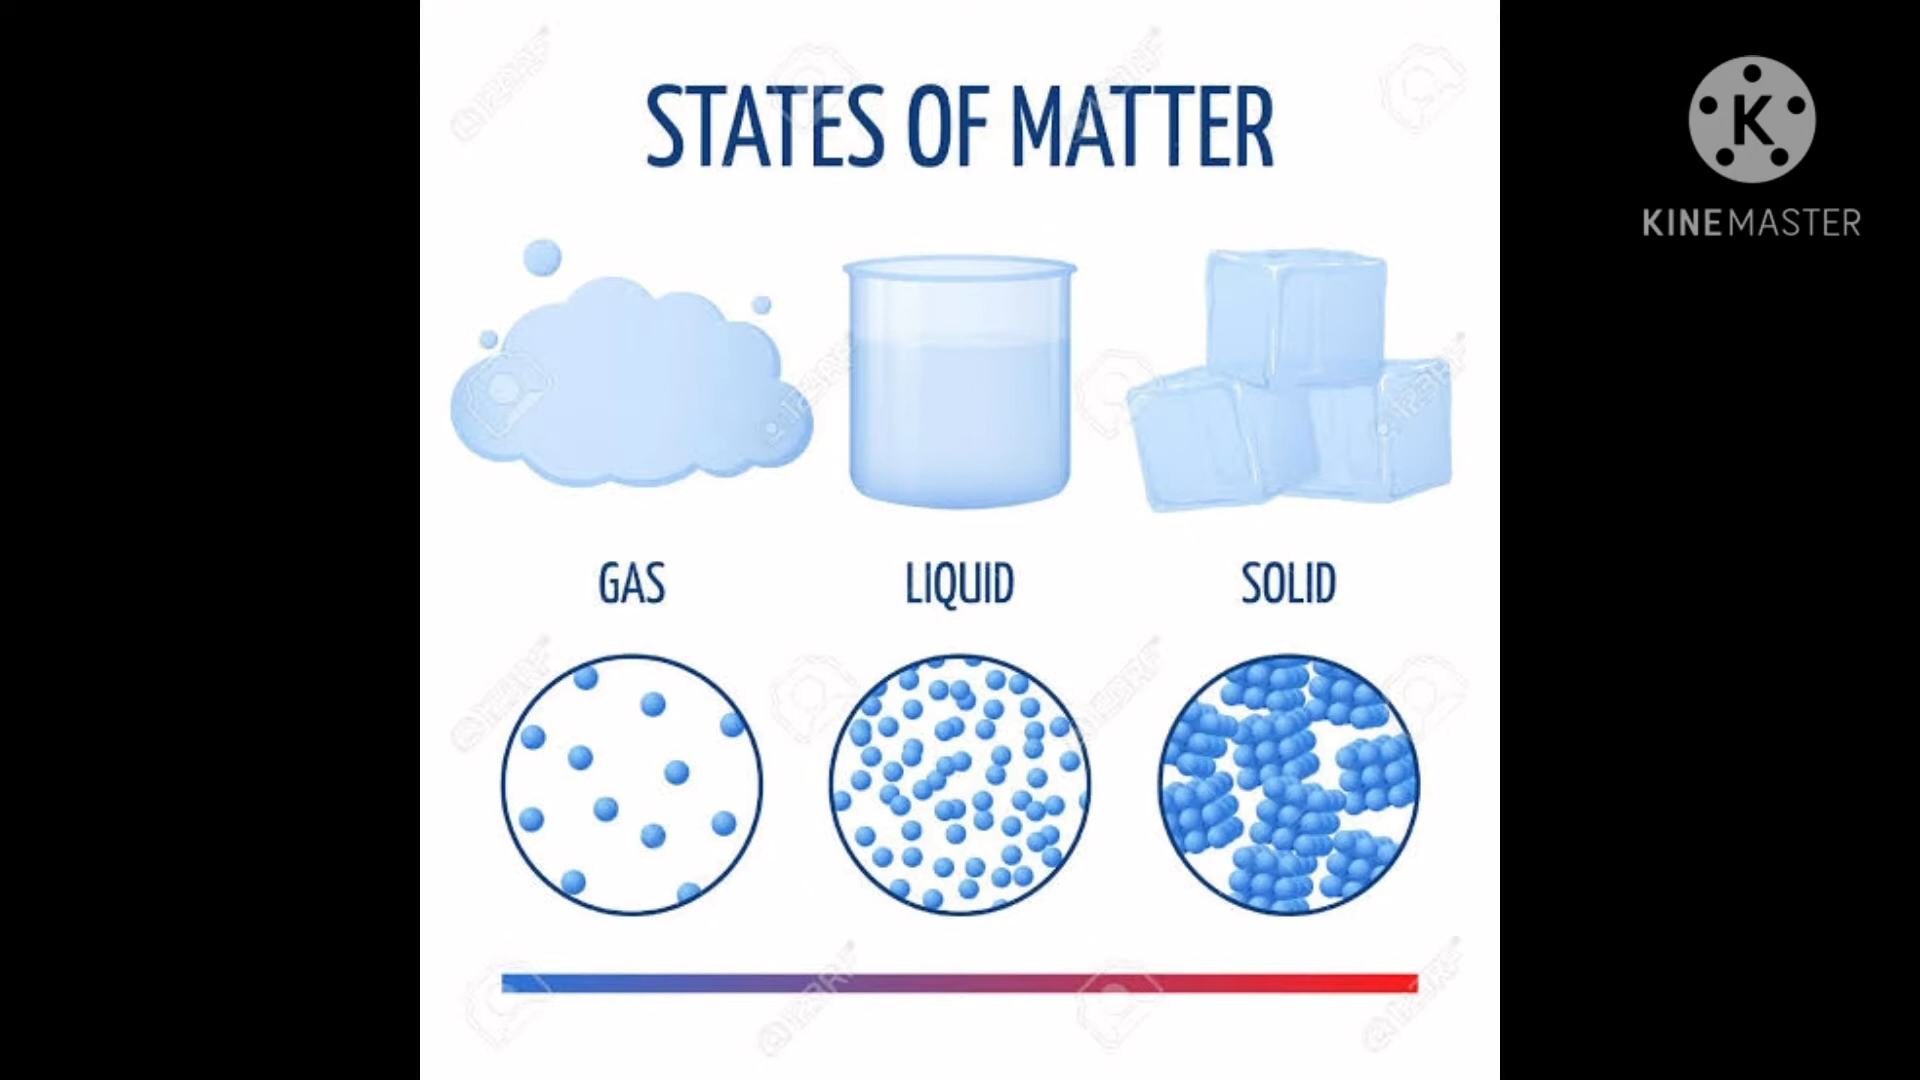 STATES OF MATTER
K
KINEMASTER
GAS
LIQUID
SOLID